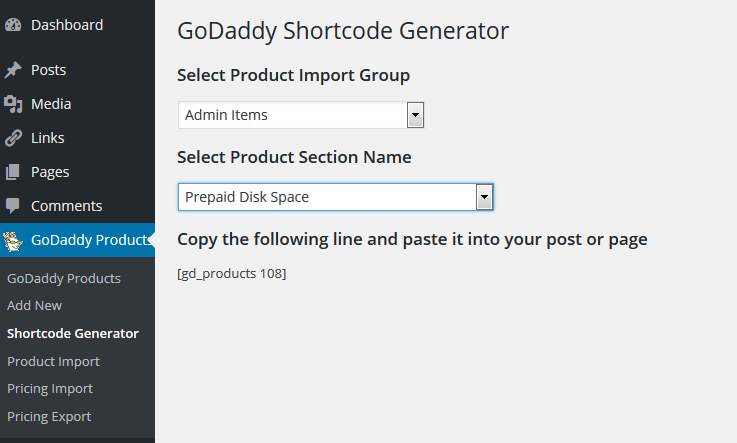 Dashboard
Posts
Media
Links
Pages
Comments
GoDaddy Products
GoDaddy Products
Add New
Shortcode Generator
Product Import
Pricing Import
Pricing Export
GoDaddy Shortcode Generator
Select Product Import Group
Admin Items
Select Product Section Name
Prepaid Disk Space
Copy the following line and paste it into your post or page
[gd_products 108]